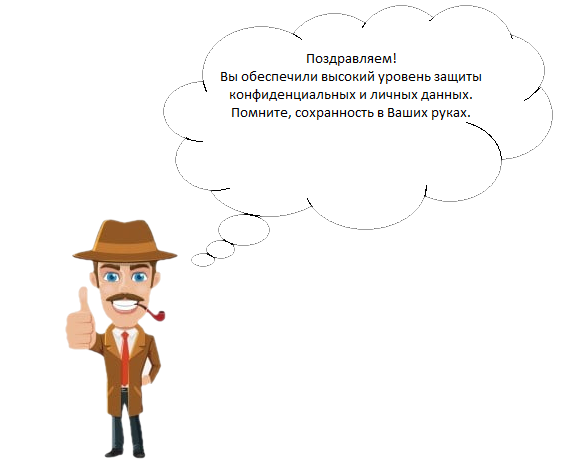 Поздравляем!
Вы обеспечили высокий уровень защиты
конфиденциальных и личных данных.
Помните, сохранность в Ваших руках.